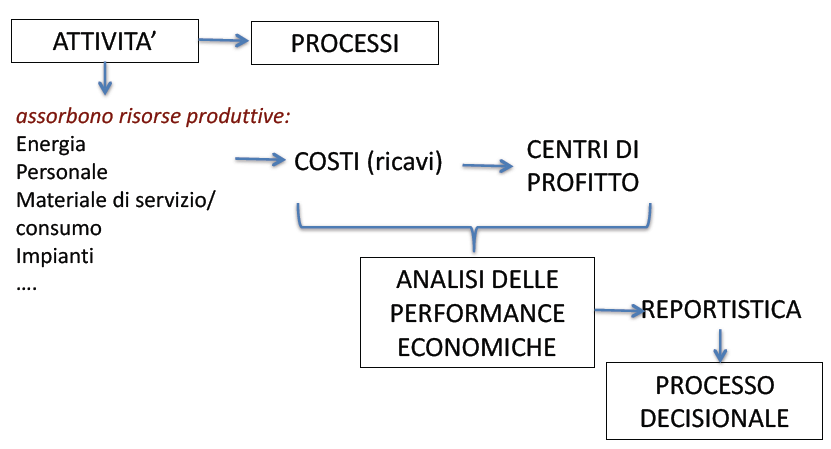 ATTIVITA’
PROCESSI
assorbono risorse produttive:
Energia
Personale
Materiale di servizio/
consumo
Impianti
….
COSTI (ricavi)
CENTRI DI
PROFITTO
ANALISI DELLE
PERFORMANCE
ECONOMICHE
REPORTISTICA
PROCESSO
DECISIONALE